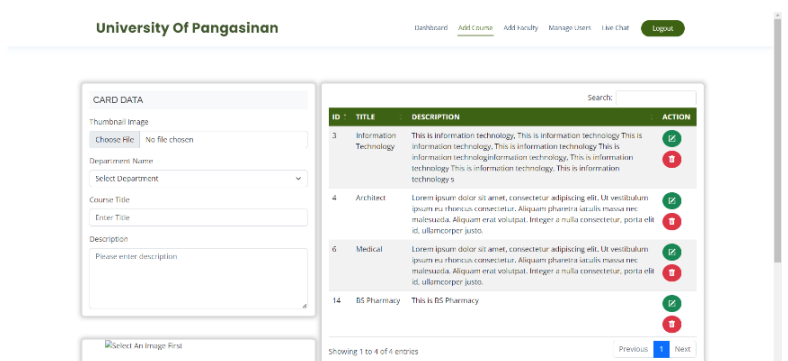 University Of Pangasinan
Dashboard Add Course Add Faculty Manage Users Live Chat Logout
CARD DATA
Thumbnail Image
Choose File No file chosen
Department Name
Select Department
Course Title
Enter Title
Description
Please enter description
Select An Image First
Search:
ID TITLE DESCRIPTION ACTION
3 Information Technology
This is information technology, This is information technology This is
information technology, This is information technology This is
information technologinformation technology, This is information
technology This is information technology, This is information
technology s
4 Architect
Lorem ipsum dolor sit amet, consectetur adipiscing elit. Ut vestibulum
ipsum eu rhoncus consectetur. Aliquam pharetra iaculis massa nec
malesuada. Aliquam erat volutpat. Integer a nulla consectetur, porta elit
id, ullamcorper justo.
6 Medical
Lorem ipsum dolor sit amet, consectetur adipiscing elit. Ut vestibulum
ipsum eu rhoncus consectetur. Aliquam pharetra iaculis massa nec
malesuada. Aliquam erat volutpat. Integer a nulla consectetur, porta elit
id, ullamcorper justo.
14 BS Pharmacy This is BS Pharmacy
Showing 1 to 4 of 4 entries
Previous 1 Next